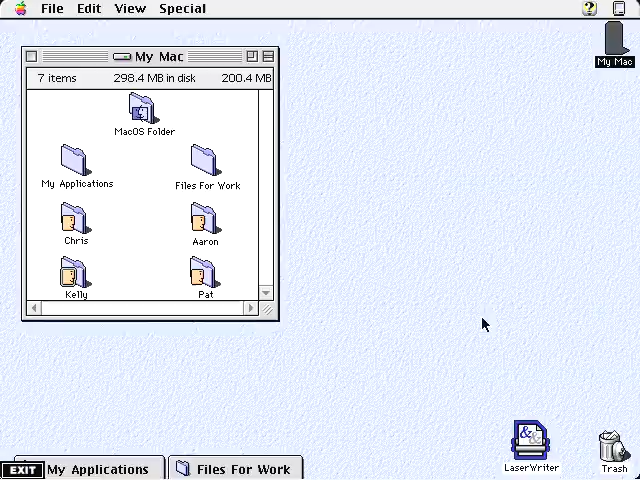 File Edit View Special
My Mac
My Mac
7 items 298.4 MB in disk 200.4 MB
MacOS Folder
My Applications Files For Work
Chris Aaron
Kelly Pat
LaserWriter Trash
EXIT My Applications Files For Work